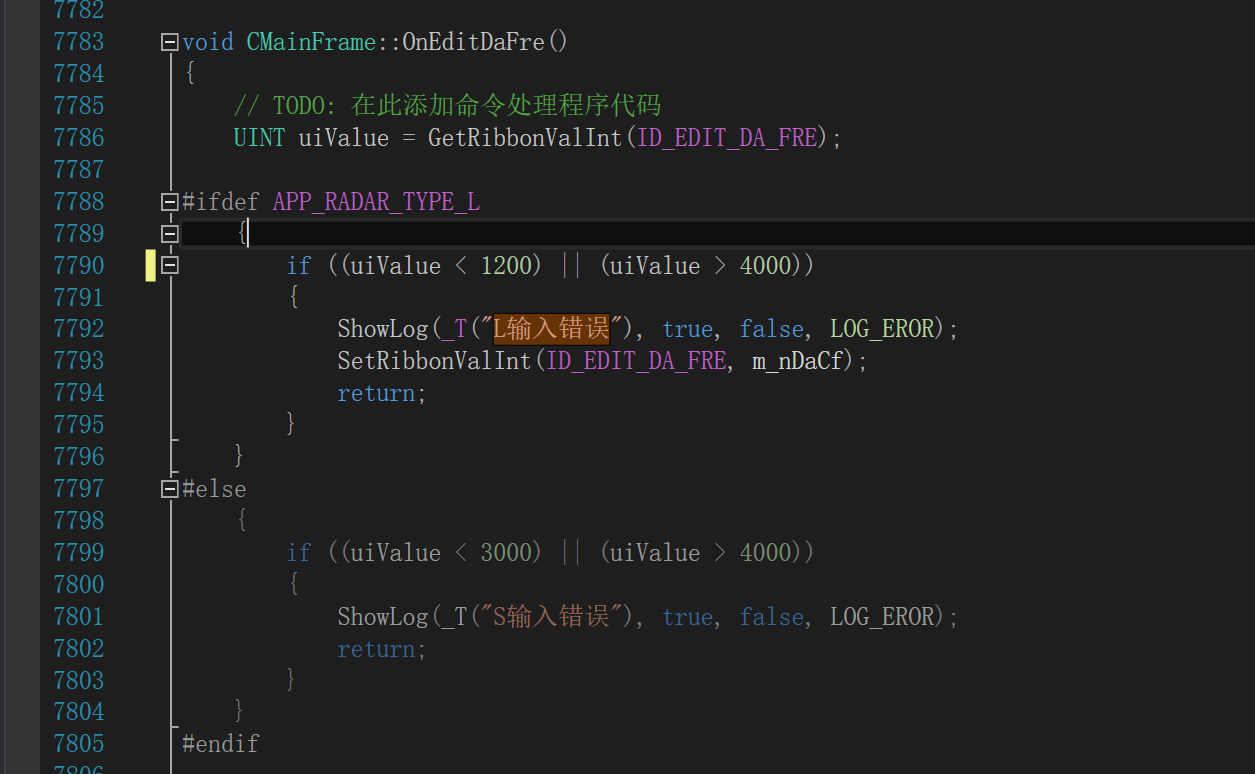 7782
7783 void CMainFrame::OnEditDaFre()
7784 {
7785 // TODO: 在此添加命令处理程序代码
7786 UINT uiValue = GetRibbonValInt(ID_EDIT_DA_FRE);
7787
7788 #ifdef APP_RADAR_TYPE_L
7789 {
7790 if ((uiValue < 1200) || (uiValue > 4000))
7791 {
7792 ShowLog(_T("L输入错误"), true, false, LOG_EROR);
7793 SetRibbonValInt(ID_EDIT_DA_FRE, m_nDaCf);
7794 return;
7795 }
7796 }
7797 #else
7798 {
7799 if ((uiValue < 3000) || (uiValue > 4000))
7800 {
7801 ShowLog(_T("S输入错误"), true, false, LOG_EROR);
7802 return;
7803 }
7804 }
7805 #endif
7806